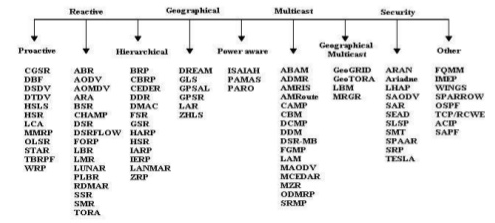 Reactive Geographical Multicast Security
Proactive Hierarchical Power aware Geographical Multicast Other
CGSR
DBF
DSDV
DTDV
HSLS
HSR
LCA
MMRP
OLSR
STAR
TBRPF
WRP
ABR
AODV
AOMDV
ARA
BSR
CHAMP
DSR
DSRFLOW
FORP
LBR
LMR
LUNAR
PLBR
RDMAR
SSR
SMR
TORA
BRP
CBRP
CEDER
DDR
DMAC
FSR
GSR
HARP
HSR
IARP
IERP
LANMAR
ZRP
DREAM
GLS
GPSAL
GPSR
LAR
ZHLS
ISAIAH
PAMAS
PARO
ABAM
ADMR
AMRIS
AMRoute
CAMP
CBM
DCMP
DDM
DSR-MB
FGMP
LAM
MAODV
MCEDAR
MZR
ODMRP
SRMP
GeoGRID
GeoTORA
LBM
MRGR
ARAN
Ariadne
LHAP
SAODV
SAR
SEAD
SLSP
SMT
SPAAR
SRP
TESLA
FQMM
IMEP
WINGS
SPARROW
OSPF
TCP/RCWE
ACIP
SAPF